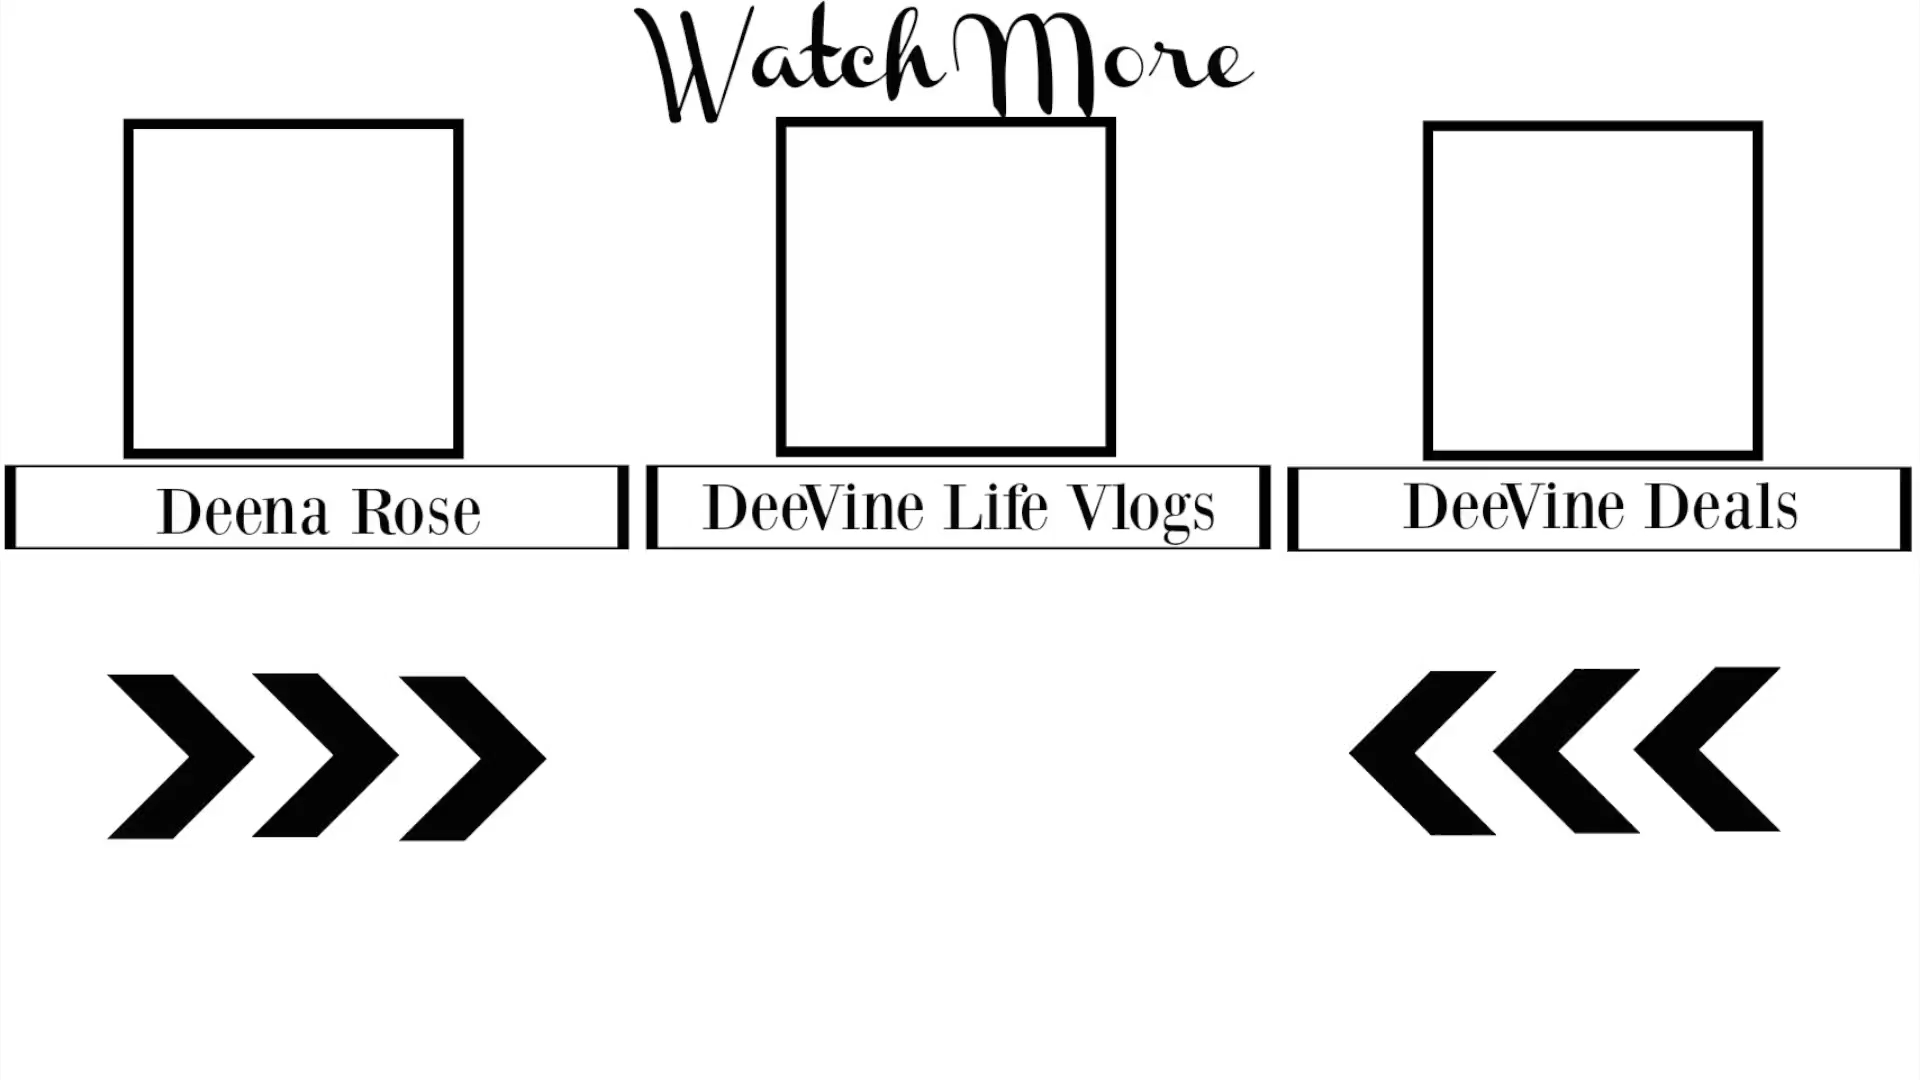 Watch More
Deena Rose
DeeVine Life Vlogs
DeeVine Deals